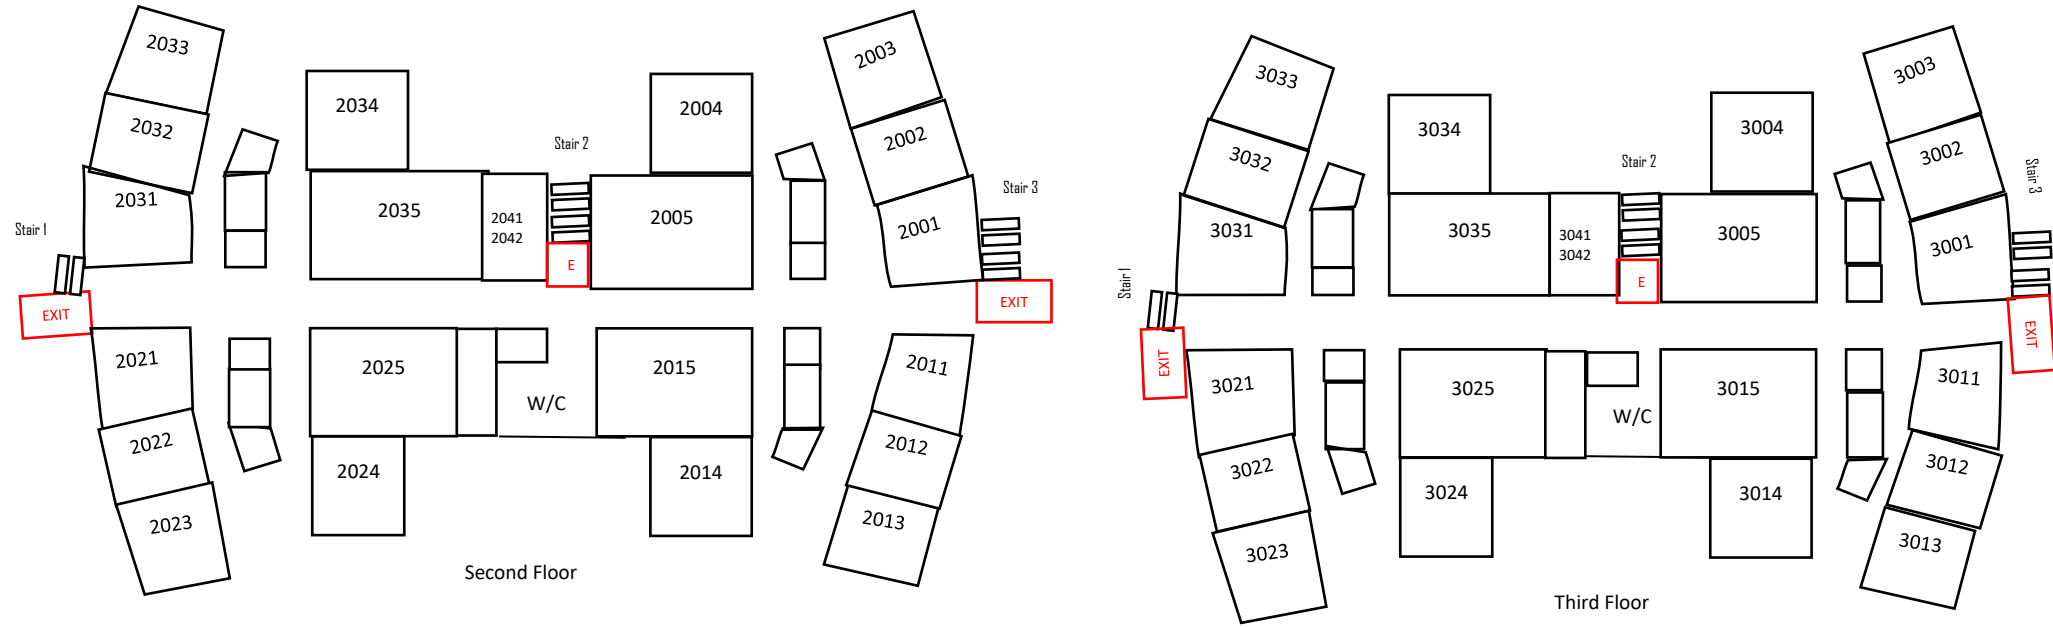 2033
2032
2031
Stair 1
EXIT
2034
2035
2041
2042
Stair 2
E
2004
2005
2003
2002
2001
Stair 3
EXIT
2021
2022
2023
2025
2024
W/C
2015
2014
2011
2012
2013
Second Floor
3033
3032
3031
Stair 1
EXIT
3034
3035
3041
3042
Stair 2
E
3004
3005
3003
3002
3001
Stair 3
EXIT
3021
3022
3023
3025
3024
W/C
3015
3014
3011
3012
3013
Third Floor